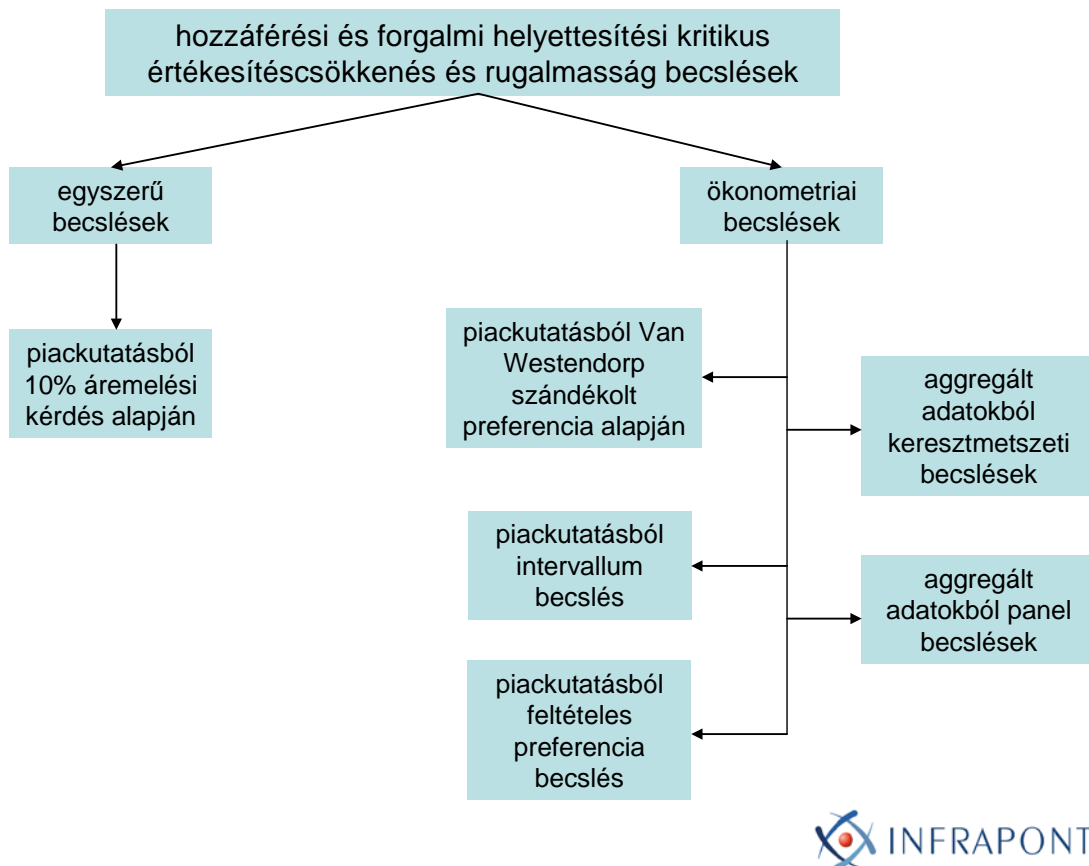 hozzáférési és forgalmi helyettesítési kritikus
értékesítéscsökkenés és rugalmasság becslések
egyszerű
becslések
ökonometriai
becslések
piackutatásból
10% áremelési
kérdés alapján
piackutatásból Van
Westendorp
szándékolt
preferencia alapján
aggregált
adatokból
keresztmetszeti
becslések
piackutatásból
intervallum
becslés
aggregált
adatokból panel
becslések
piackutatásból
feltételes
preferencia
becslés
INFRAPONT